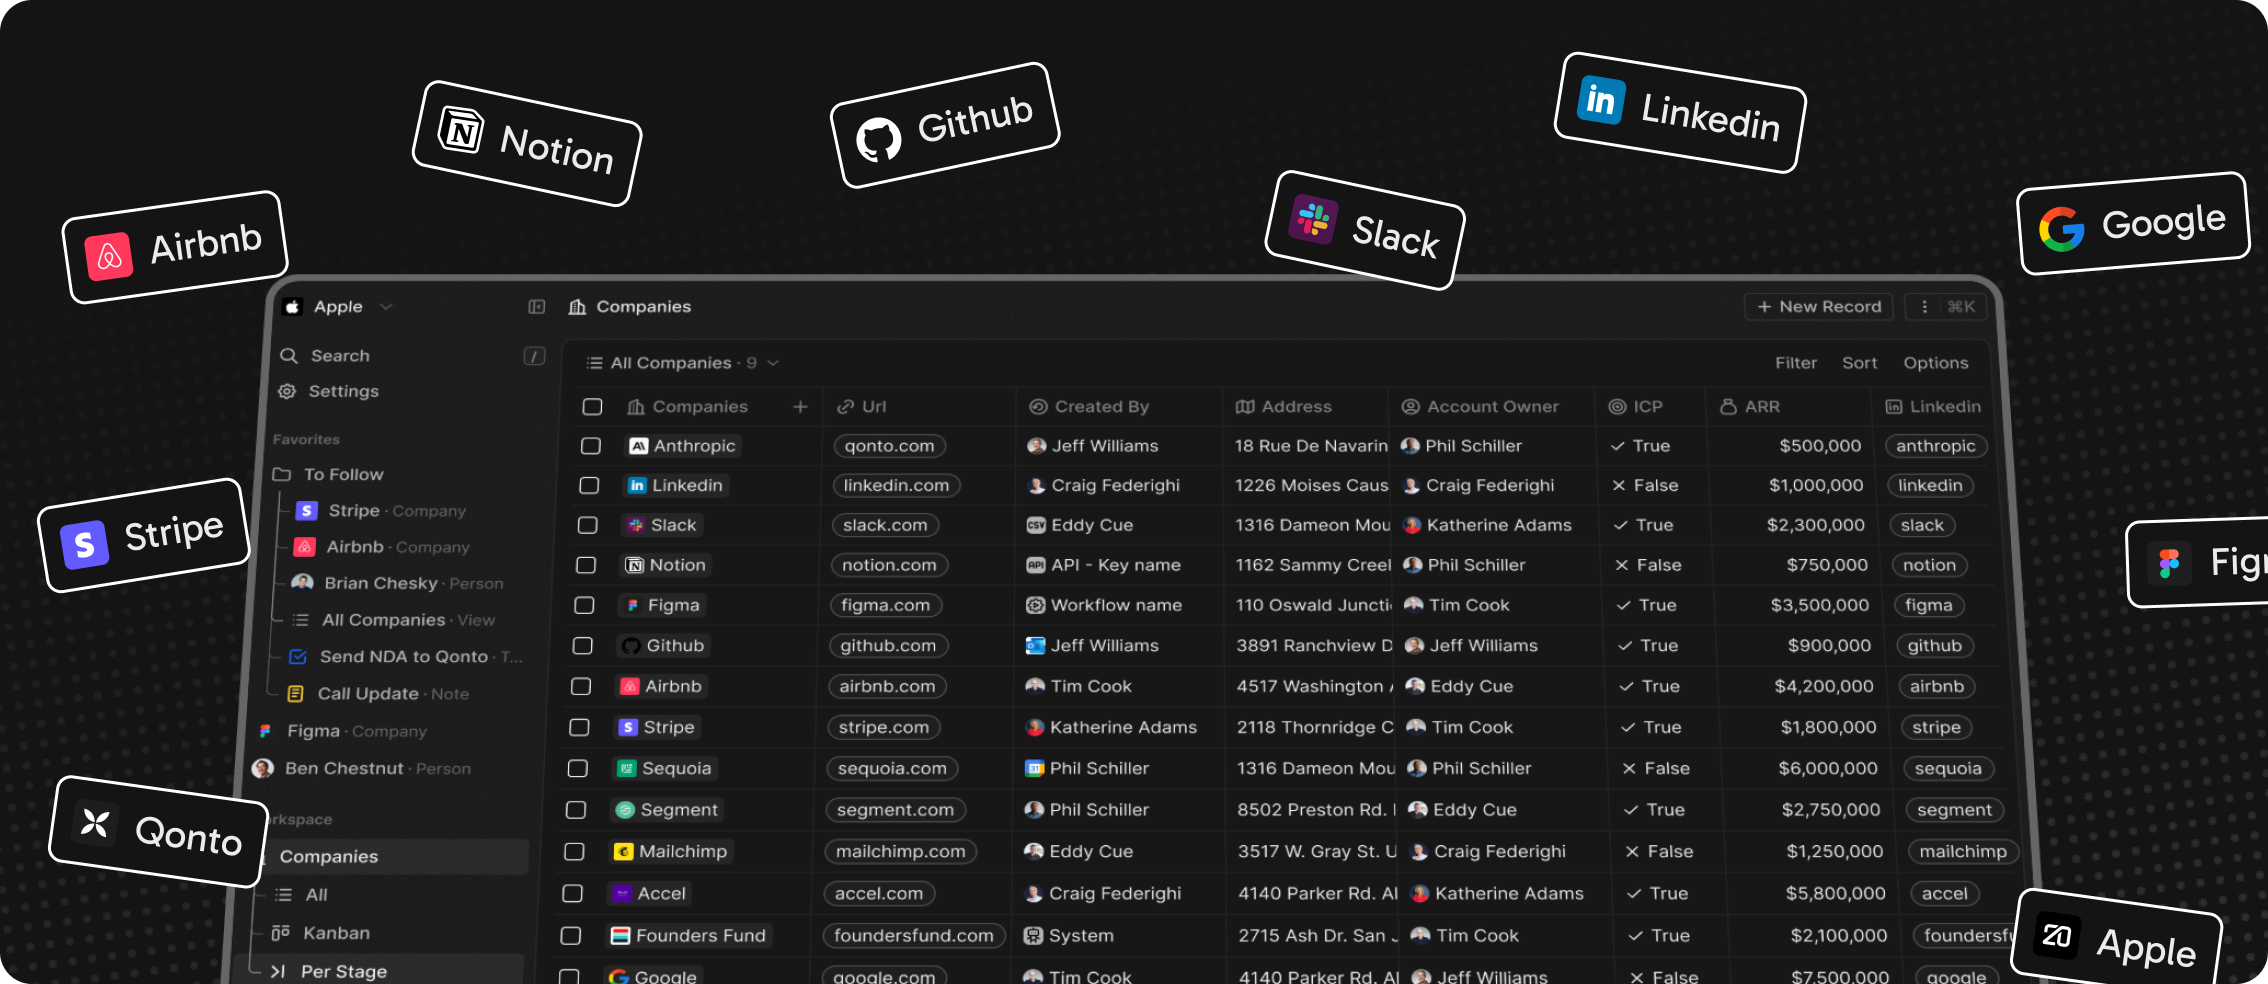 Notion
Github
Linkedin
Airbnb
Slack
Google
Stripe
Qonto
Apple
Apple
Companies
New Record
⌘K
Search
/
Settings
Favorites
To Follow
Stripe · Company
Airbnb · Company
Brian Chesky · Person
All Companies · View
Send NDA to Qonto · T...
Call Update · Note
Figma · Company
Ben Chestnut · Person
rkspace
Companies
All
Kanban
Per Stage
All Companies · 9
Filter Sort Options
Companies + Url Created By Address Account Owner ICP ARR Linkedin
Anthropic qonto.com Jeff Williams 18 Rue De Navarin Phil Schiller True $500,000 anthropic
Linkedin linkedin.com Craig Federighi 1226 Moises Caus Craig Federighi False $1,000,000 linkedin
Slack slack.com CSV Eddy Cue 1316 Dameon Mou Katherine Adams True $2,300,000 slack
Notion notion.com API API - Key name 1162 Sammy Creel Phil Schiller False $750,000 notion
Figma figma.com Workflow name 110 Oswald Juncti Tim Cook True $3,500,000 figma
Github github.com Jeff Williams 3891 Ranchview D Jeff Williams True $900,000 github
Airbnb airbnb.com Tim Cook 4517 Washington Eddy Cue True $4,200,000 airbnb
Stripe stripe.com Katherine Adams 2118 Thornridge C Tim Cook True $1,800,000 stripe
Sequoia sequoia.com 31 Phil Schiller 1316 Dameon Mou Phil Schiller False $6,000,000 sequoia
Segment segment.com Phil Schiller 8502 Preston Rd. Eddy Cue True $2,750,000 segment
Mailchimp mailchimp.com Eddy Cue 3517 W. Gray St. U Craig Federighi False $1,250,000 mailchimp
Accel accel.com Craig Federighi 4140 Parker Rd. Al Katherine Adams True $5,800,000 accel
Founders Fund foundersfund.com System 2715 Ash Dr. San Tim Cook True $2,100,000 foundersfu
Google google.com Tim Cook 4140 Parker Rd. Al Jeff Williams False $7,500,000 google